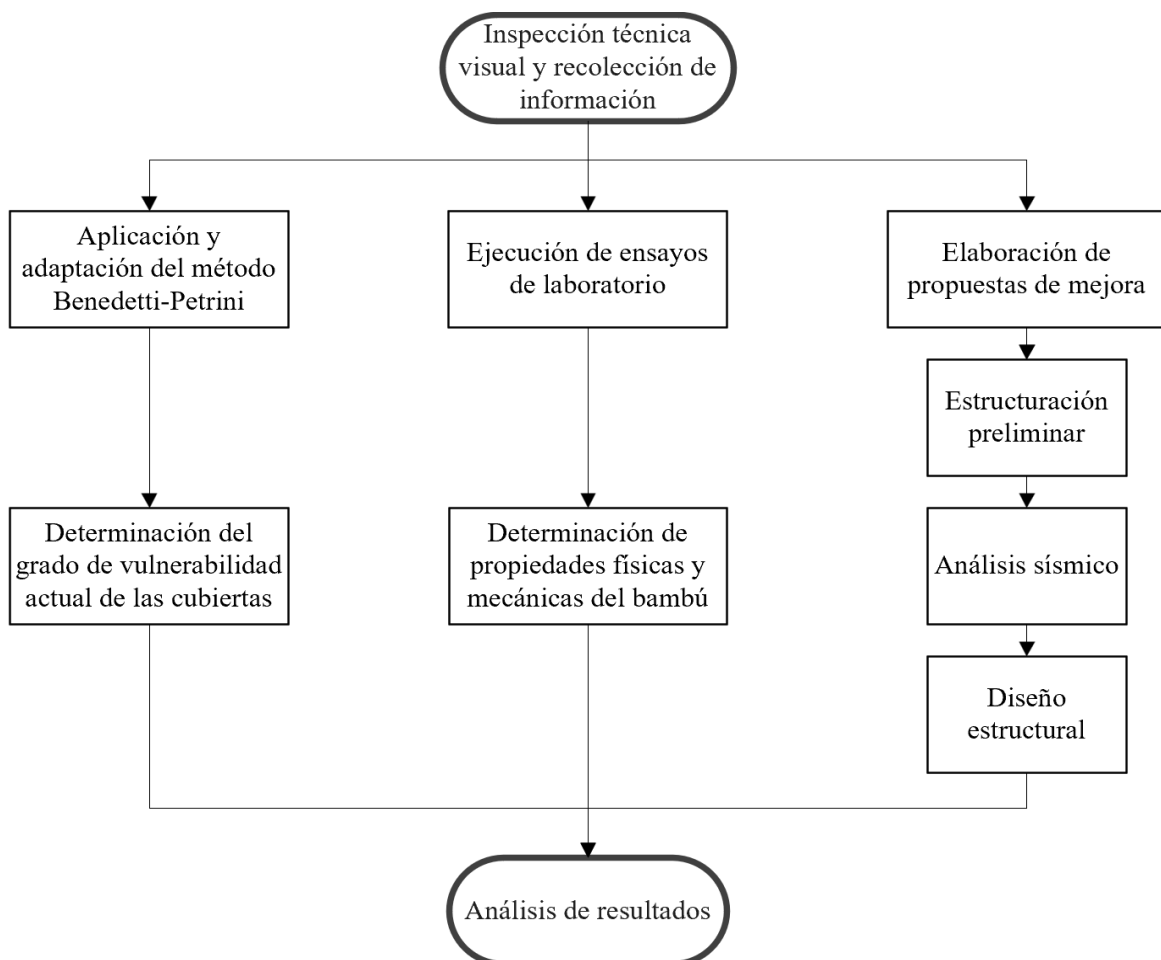 Inspección técnica
visual y recolección de
información
Aplicación y
adaptación del método
Benedetti-Petrini
Ejecución de ensayos
de laboratorio
Elaboración de
propuestas de mejora
Estructuración
preliminar
Determinación del
grado de vulnerabilidad
actual de las cubiertas
Determinación de
propiedades físicas y
mecánicas del bambú
Análisis sísmico
Diseño
estructural
Análisis de resultados